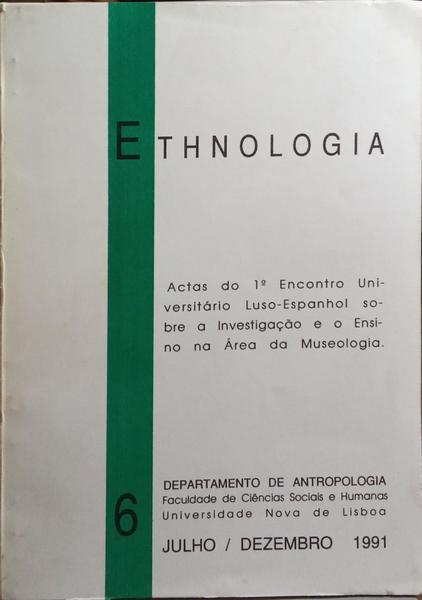 ETHNOLOGIA
Actas do 1º Encontro Uni-
versitário Luso-Espanhol so-
bre a Investigação e o Ensi-
no na Área da Museologia.
6
DEPARTAMENTO DE ANTROPOLOGIA
Faculdade de Ciências Sociais e Humanas
Universidade Nova de Lisboa
JULHO / DEZEMBRO 1991